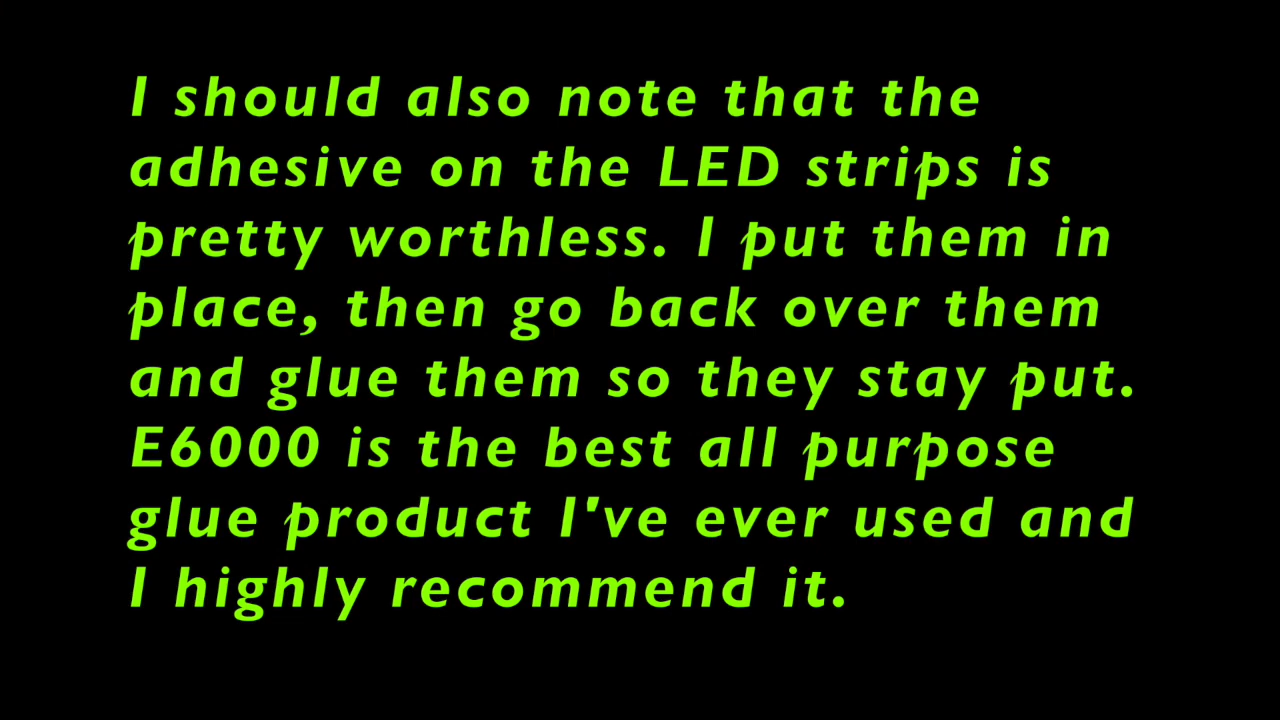 I should also note that the
adhesive on the LED strips is
pretty worthless. I put them in
place, then go back over them
and glue them so they stay put.
E6000 is the best all purpose
glue product I've ever used and
I highly recommend it.